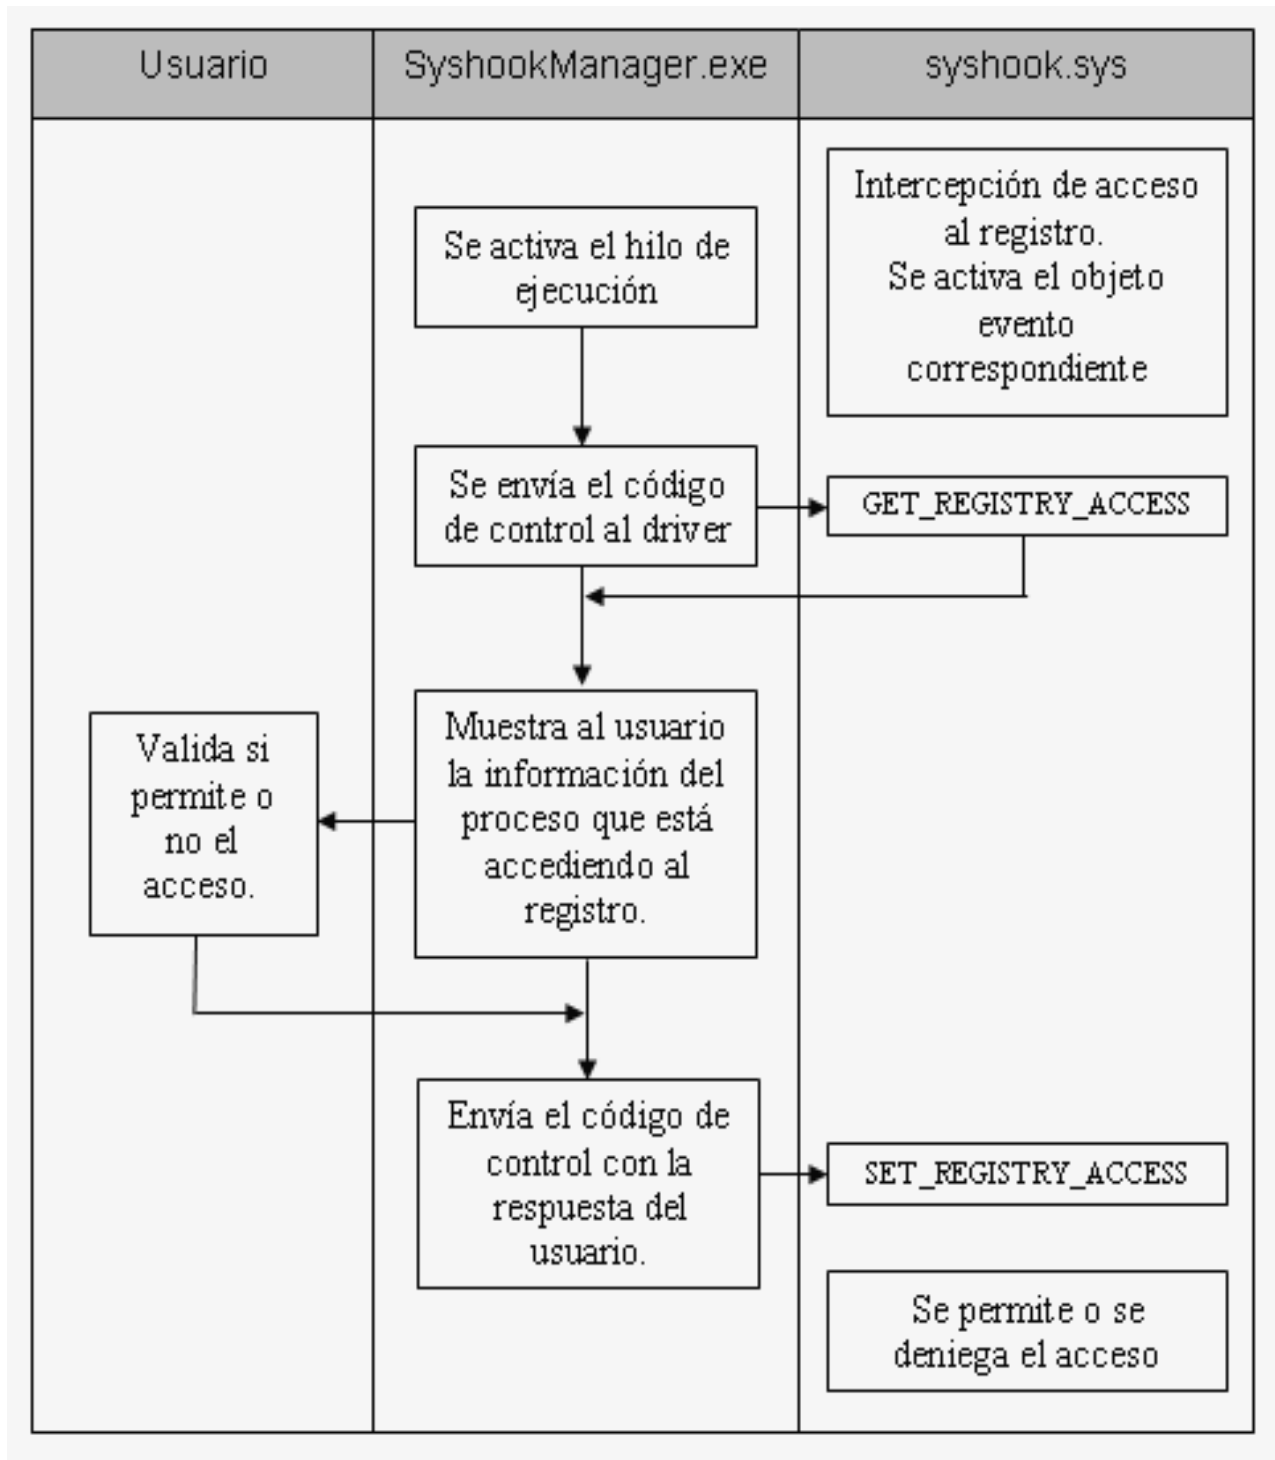 Usuario
SyshookManager.exe
syshook.sys
Intercepción de acceso
al registro.
Se activa el objeto
evento
correspondiente
Se activa el hilo de
ejecución
Se envía el código
de control al driver
GET_REGISTRY_ACCESS
Muestra al usuario
la información del
proceso que está
accediendo al
registro.
Valida si
permite o
no el
acceso.
Envía el código de
control con la
respuesta del
usuario.
SET_REGISTRY_ACCESS
Se permite o se
deniega el acceso